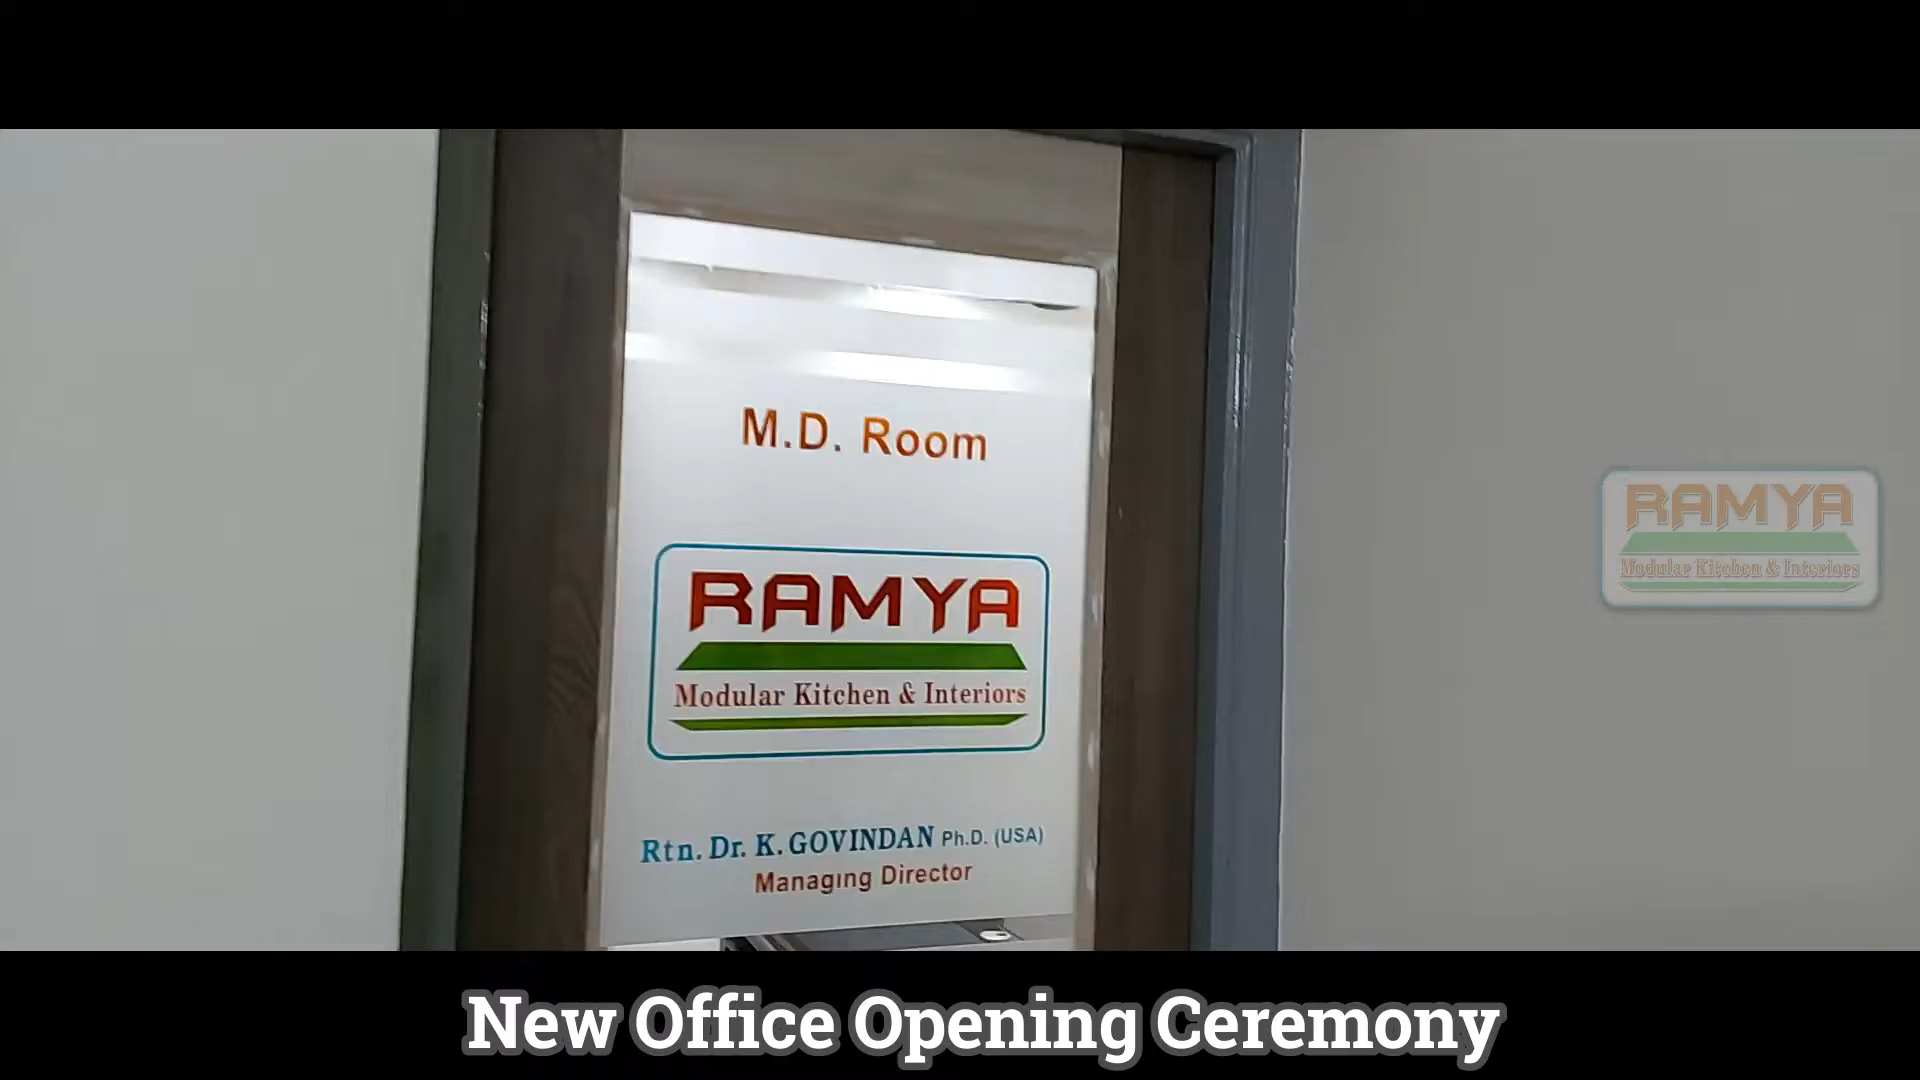 M.D. Room
RAMYA
Modular Kitchen & Interiors
Rtn. Dr. K. GOVINDAN Ph.D. (USA)
Managing Director
RAMYA
Modular Kitchen & Interiors
New Office Opening Ceremony